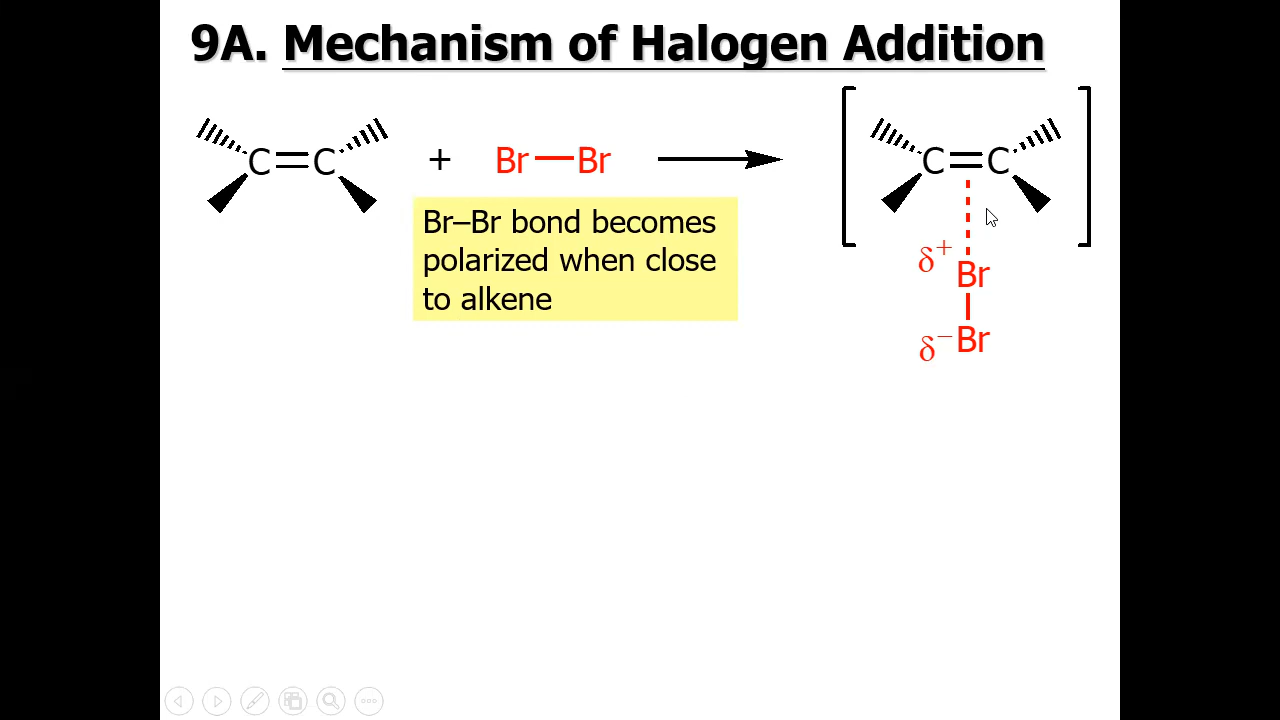 9A. Mechanism of Halogen Addition
C=C + Br—Br C=C
Br–Br bond becomes
polarized when close
to alkene
δ+ Br
δ− Br